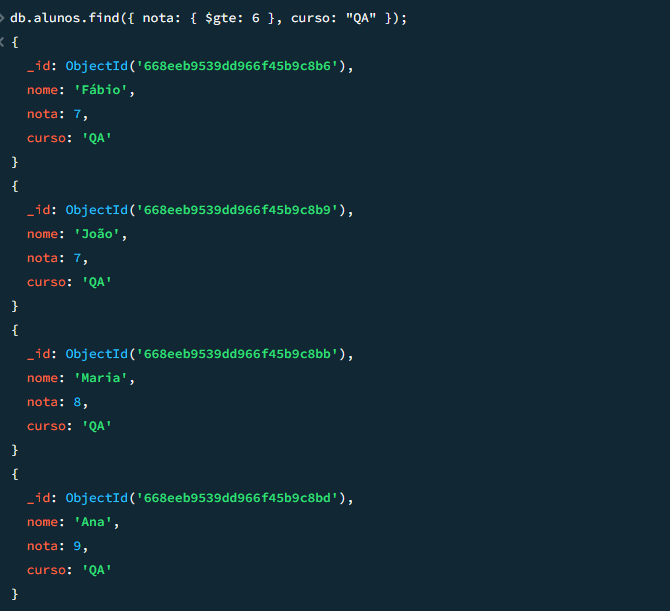 db.alunos.find({ nota: { $gte: 6 }, curso: "QA" });
{
  _id: ObjectId('668eeb9539dd966f45b9c8b6'),
  nome: 'Fábio',
  nota: 7,
  curso: 'QA'
}
{
  _id: ObjectId('668eeb9539dd966f45b9c8b9'),
  nome: 'João',
  nota: 7,
  curso: 'QA'
}
{
  _id: ObjectId('668eeb9539dd966f45b9c8bb'),
  nome: 'Maria',
  nota: 8,
  curso: 'QA'
}
{
  _id: ObjectId('668eeb9539dd966f45b9c8bd'),
  nome: 'Ana',
  nota: 9,
  curso: 'QA'
}